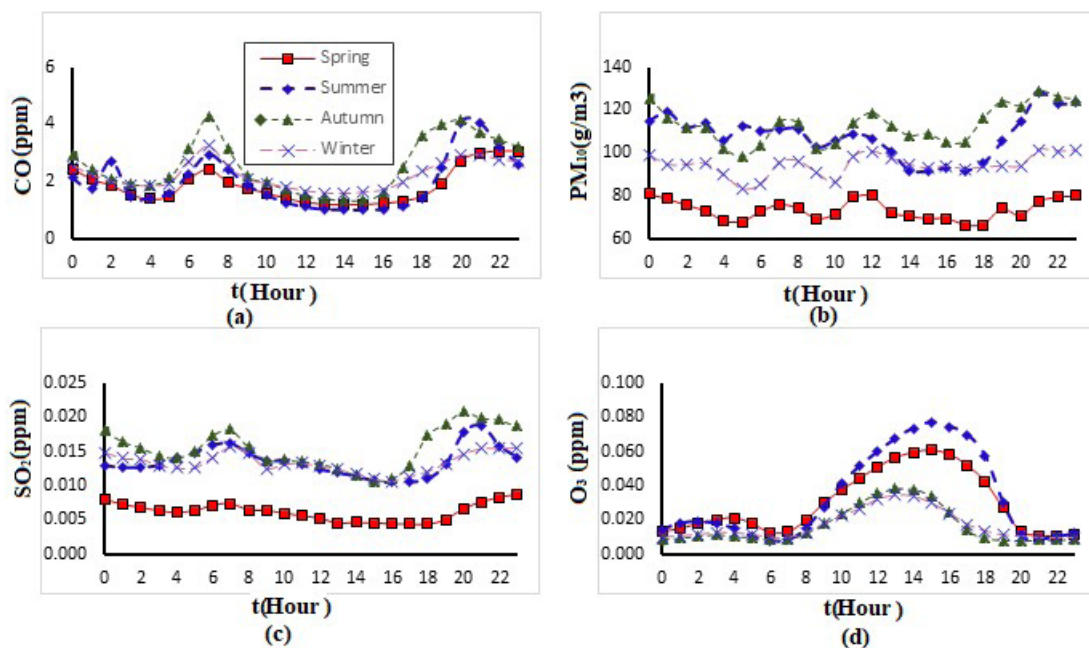 CO(ppm)
6
4
2
0
Spring
Summer
Autumn
Winter
0 2 4 6 8 10 12 14 16 18 20 22
t(Hour)
(a)
PM₁₀(g/m3)
140
120
100
80
60
0 2 4 6 8 10 12 14 16 18 20 22
t(Hour)
(b)
SO₂(ppm)
0.025
0.020
0.015
0.010
0.005
0.000
0 2 4 6 8 10 12 14 16 18 20 22
t(Hour)
(c)
O₃ (ppm)
0.100
0.080
0.060
0.040
0.020
0.000
0 2 4 6 8 10 12 14 16 18 20 22
t(Hour)
(d)